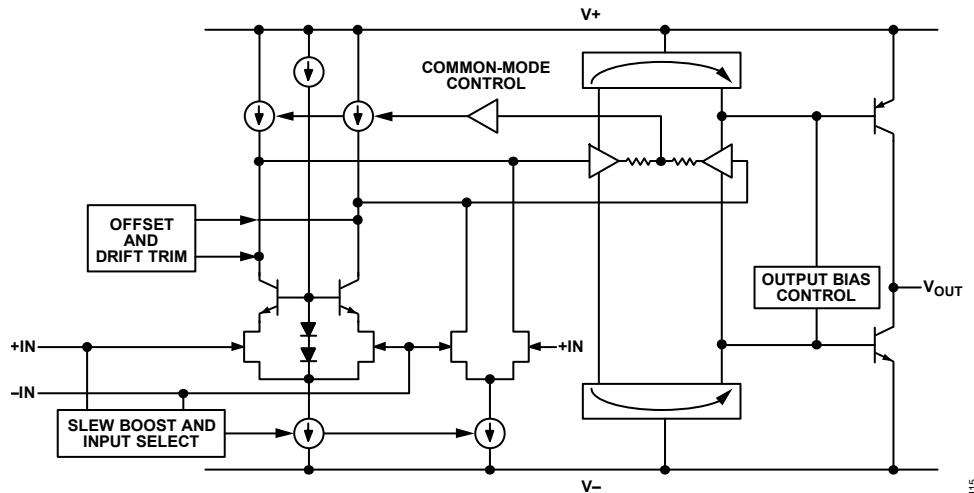 V+
COMMON-MODE
CONTROL
OFFSET
AND
DRIFT TRIM
OUTPUT BIAS
CONTROL
VOUT
+IN
+IN
–IN
SLEW BOOST AND
INPUT SELECT
V–